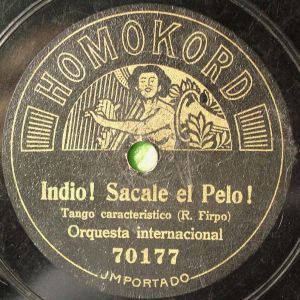 HOMOKORD
Indio! Sacale el Pelo!
Tango caracteristico (R. Firpo)
Orquesta internacional
70177
JMPORTADO